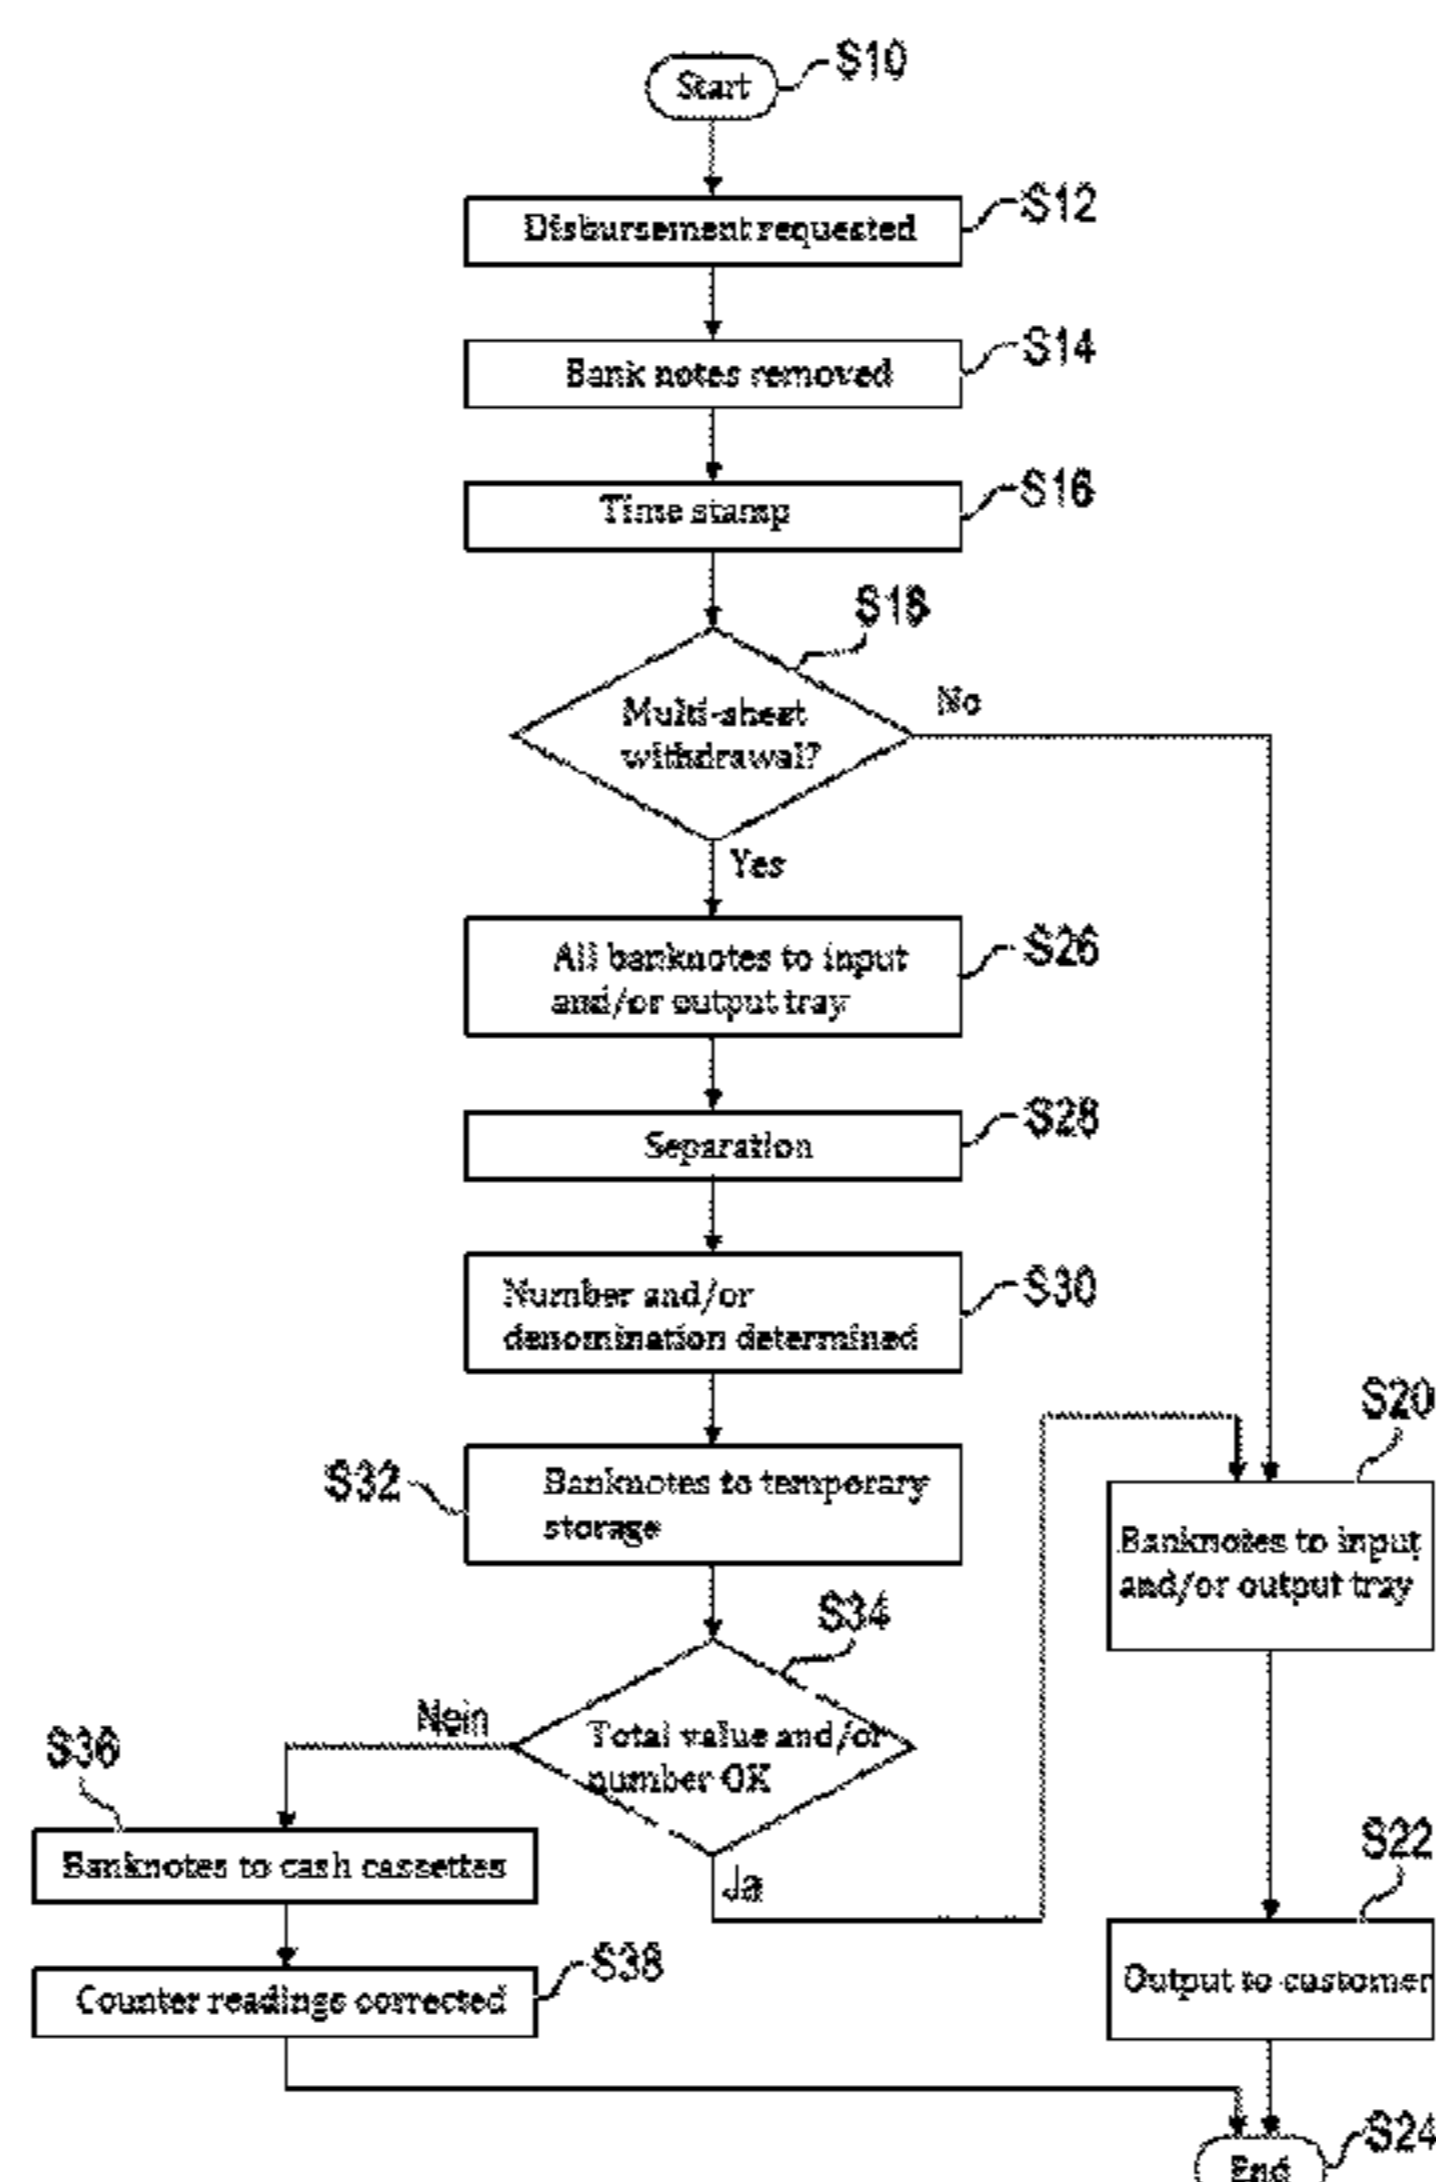 Start
S10
Disbursement requested
S12
Bank notes removed
S14
Time stamp
S16
S18
Multi-sheet
withdrawal?
No
Yes
All banknotes to input
and/or output tray
S26
Separation
S28
Number and/or
denomination determined
S30
S20
S32
Banknotes to temporary
storage
Banknotes to input
and/or output tray
S34
Nein
Total value and/or
number OK
S36
Ja
S22
Banknotes to cash cassettes
Output to customer
Counter readings corrected
S38
S24
End